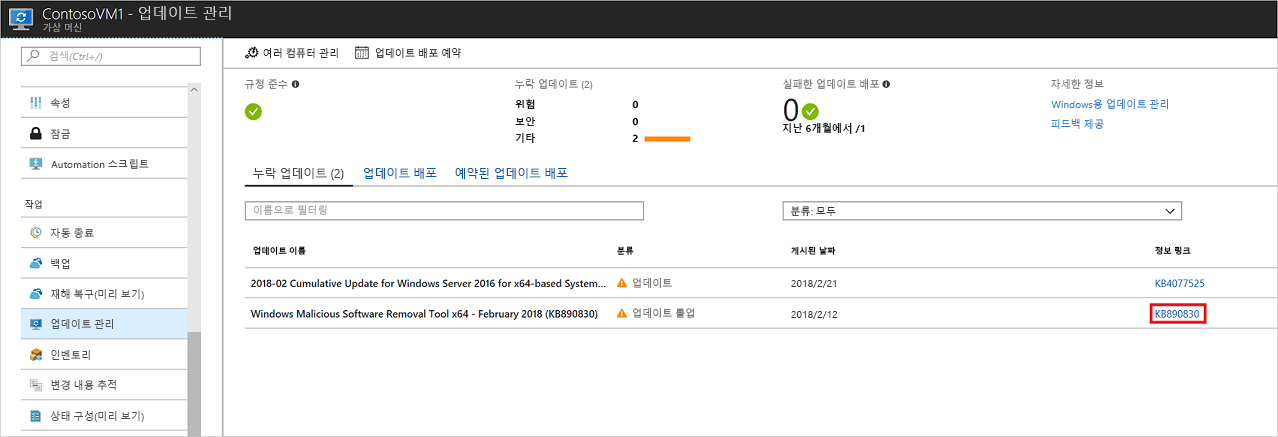 ContosoVM1 - 업데이트 관리
가상 머신
검색(Ctrl+/)
속성
잠금
Automation 스크립트
작업
자동 종료
백업
재해 복구(미리 보기)
업데이트 관리
인벤토리
변경 내용 추적
상태 구성(미리 보기)
여러 컴퓨터 관리 업데이트 배포 예약
규정 준수
누락 업데이트 (2)
위험 0
보안 0
기타 2
실패한 업데이트 배포
0
지난 6개월에서 /1
자세한 정보
Windows용 업데이트 관리
피드백 제공
누락 업데이트 (2) 업데이트 배포 예약된 업데이트 배포
이름으로 필터링 분류: 모두
업데이트 이름 분류 게시된 날짜 정보 링크
2018-02 Cumulative Update for Windows Server 2016 for x64-based System... 업데이트 2018/2/21 KB4077525
Windows Malicious Software Removal Tool x64 - February 2018 (KB890830) 업데이트 롤업 2018/2/12 KB890830